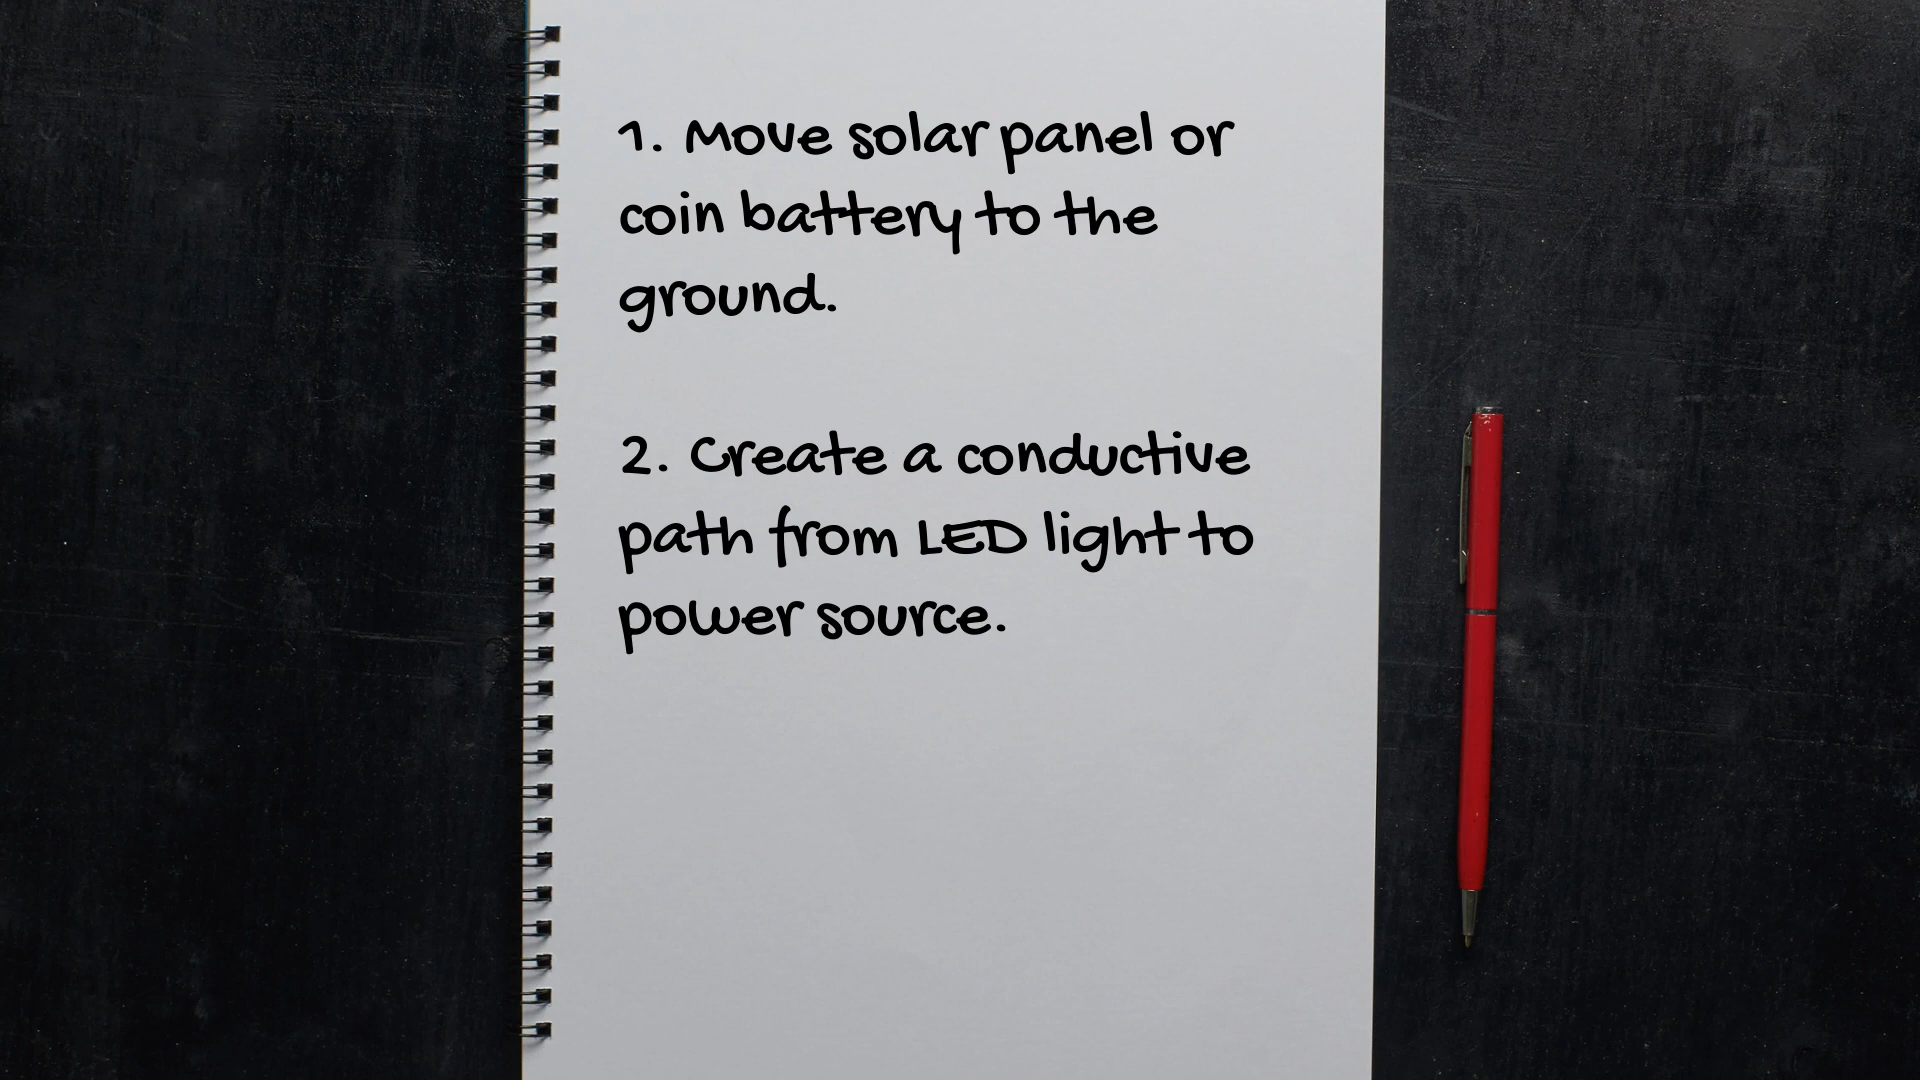 1. Move solar panel or
coin battery to the
ground.
2. Create a conductive
path from LED light to
power source.